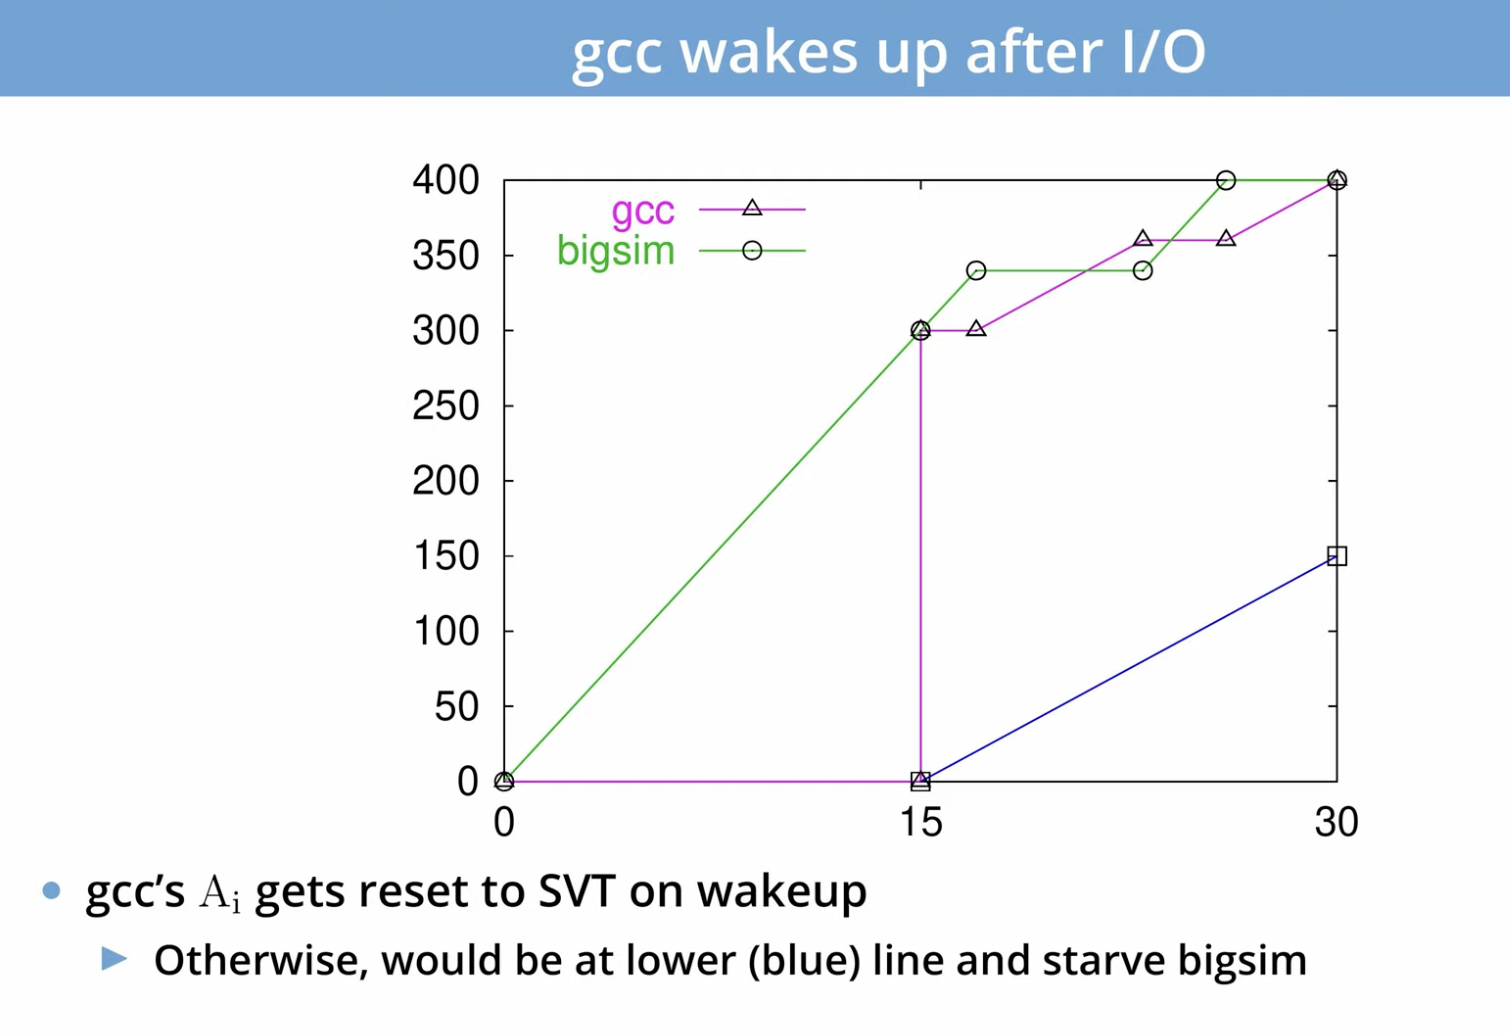 gcc wakes up after I/O
400
gcc
350
bigsim
300
250
200
150
100
50
0
0 15 30
• gcc’s Aᵢ gets reset to SVT on wakeup
▶ Otherwise, would be at lower (blue) line and starve bigsim